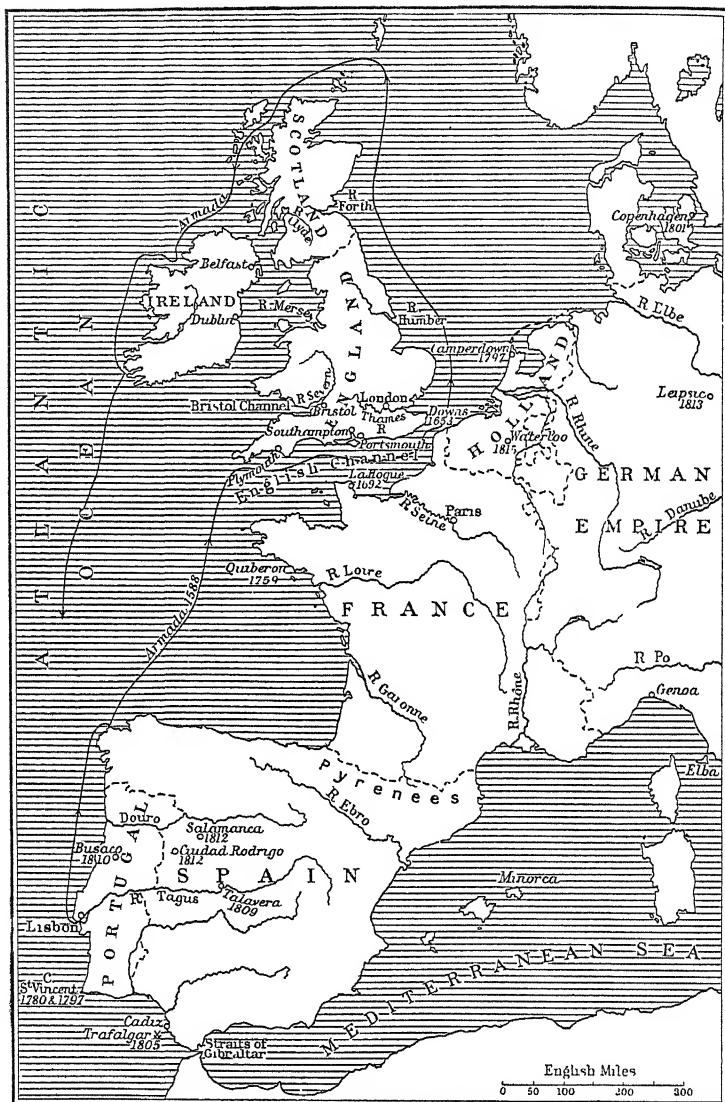 SCOTLAND
R
Forth
R
Clyde
Armada
Copenhagen
1801
ATLANTIC
OCEAN
Belfast
IRELAND
Dublin
R. Mersey
ENGLAND
R.
Humber
R Elbe
Camperdown
1797
HOLLAND
Leipsic
1813
R Severn
London
Bristol Channel
Bristol
Thames
R
Downs
1653
R Rhine
Southampton
Portsmouth
Waterloo
1815
Plymouth
English Channel
La Hogue
1692
GERMAN
EMPIRE
R Danube
R Seine
Paris
Quiberon
1759
R Loire
FRANCE
Armada 1588
R Garonne
R. Rhône
R Po
Genoa
Elba
Pyrenees
R Ebro
Douro
Salamanca
1812
Busaco
1810
Ciudad Rodrigo
1812
PORTUGAL
SPAIN
Minorca
R Tagus
Talavera
1809
Lisbon
MEDITERRANEAN SEA
C
St Vincent
1780 & 1797
Cadiz
Trafalgar
1805
Straits of
Gibraltar
English Miles
0 50 100 200 300